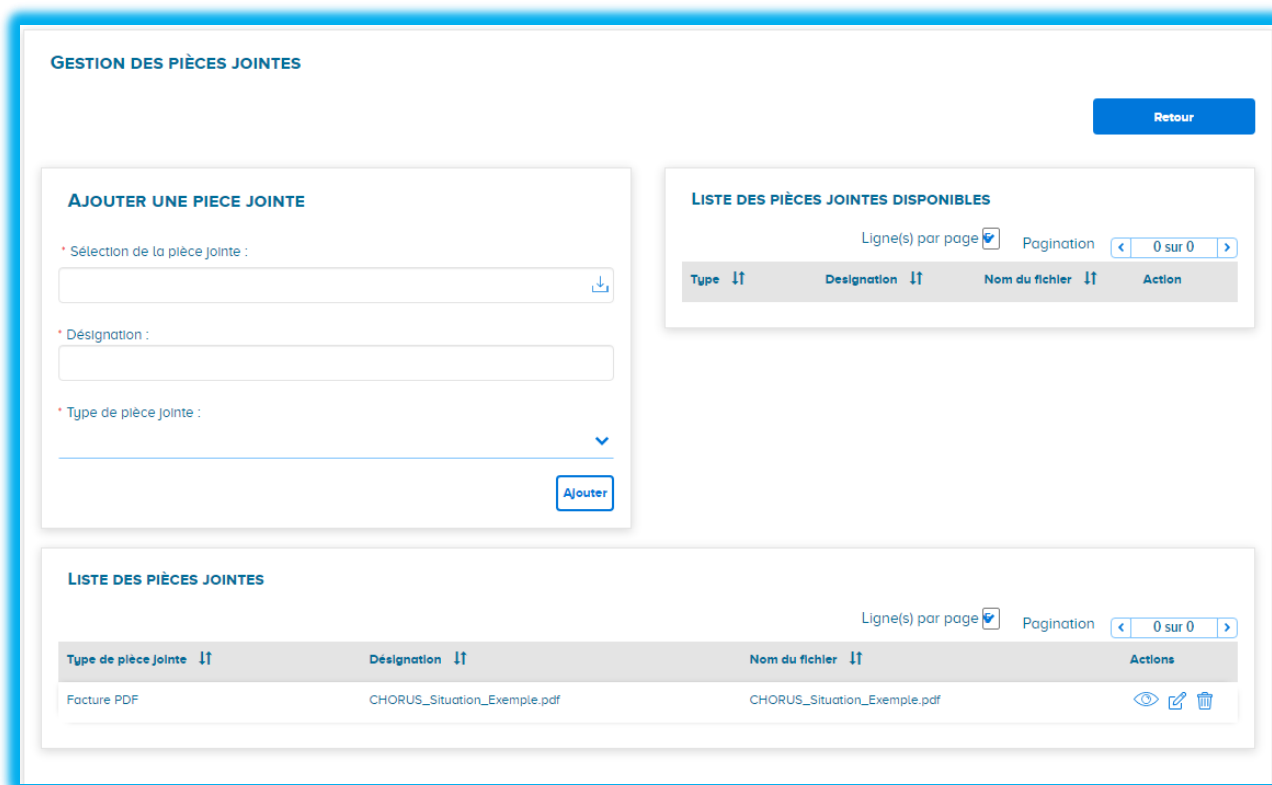 GESTION DES PIÈCES JOINTES
Retour
AJOUTER UNE PIECE JOINTE
* Sélection de la pièce jointe :
* Désignation :
* Type de pièce jointe :
Ajouter
LISTE DES PIÈCES JOINTES DISPONIBLES
Ligne(s) par page Pagination 0 sur 0
Type Designation Nom du fichier Action
LISTE DES PIÈCES JOINTES
Ligne(s) par page Pagination 0 sur 0
Type de pièce jointe Désignation Nom du fichier Actions
Facture PDF CHORUS_Situation_Exemple.pdf CHORUS_Situation_Exemple.pdf